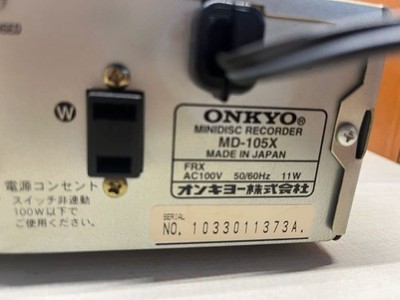 W
ONKYO®
MINIDISC RECORDER
MD-105X
MADE IN JAPAN
FRX
AC100V 50/60Hz 11W
オンキヨー株式会社
電源コンセント
スイッチ非連動
100W以下で
ご使用ください。
SERIAL
NO. 1033011373A.